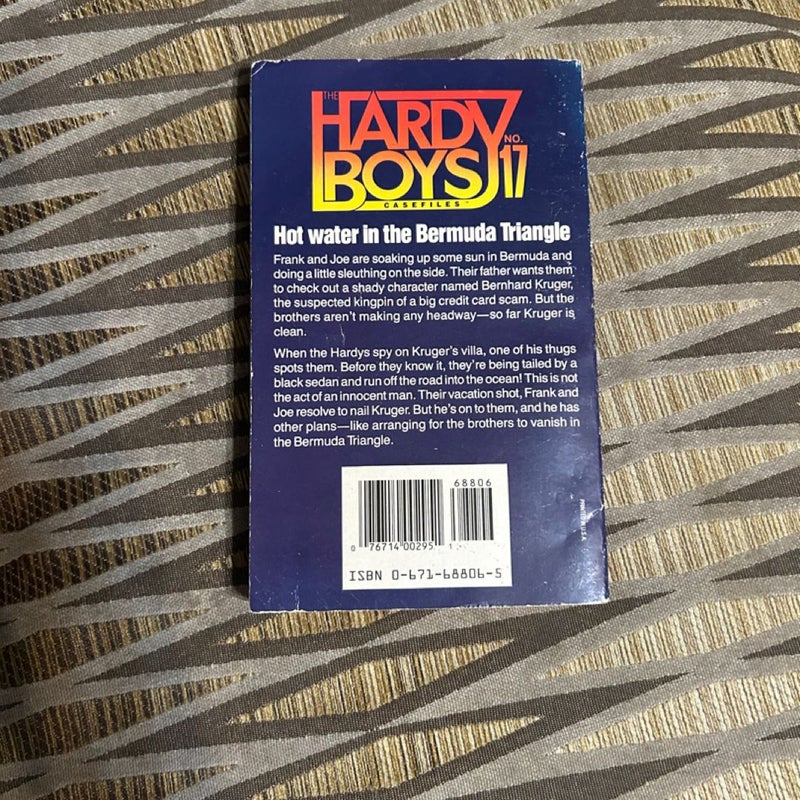 THE
HARDY
NO.
BOYS 17
CASEFILES™
Hot water in the Bermuda Triangle
Frank and Joe are soaking up some sun in Bermuda and
doing a little sleuthing on the side. Their father wants them
to check out a shady character named Bernhard Kruger,
the suspected kingpin of a big credit card scam. But the
brothers aren't making any headway—so far Kruger is
clean.
When the Hardys spy on Kruger's villa, one of his thugs
spots them. Before they know it, they're being tailed by a
black sedan and run off the road into the ocean! This is not
the act of an innocent man. Their vacation shot, Frank and
Joe resolve to nail Kruger. But he's on to them, and he has
other plans—like arranging for the brothers to vanish in
the Bermuda Triangle.
68806
0 76714 00295 1
ISBN 0-671-68806-5
PRINTED IN U.S.A.